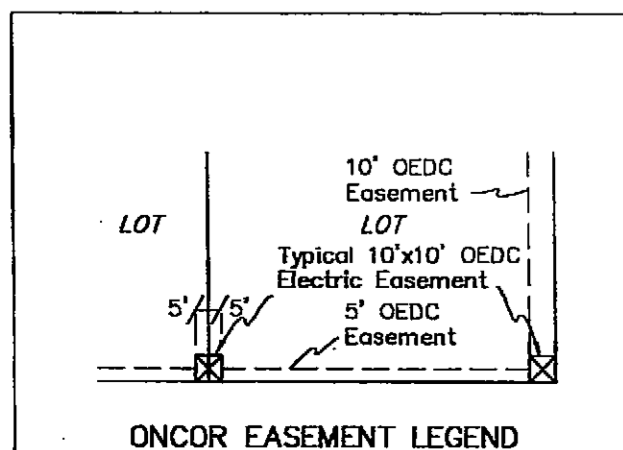 10' OEDC
Easement
LOT
LOT
Typical 10'x10' OEDC
Electric Easement
5'
5'
5' OEDC
Easement
ONCOR EASEMENT LEGEND